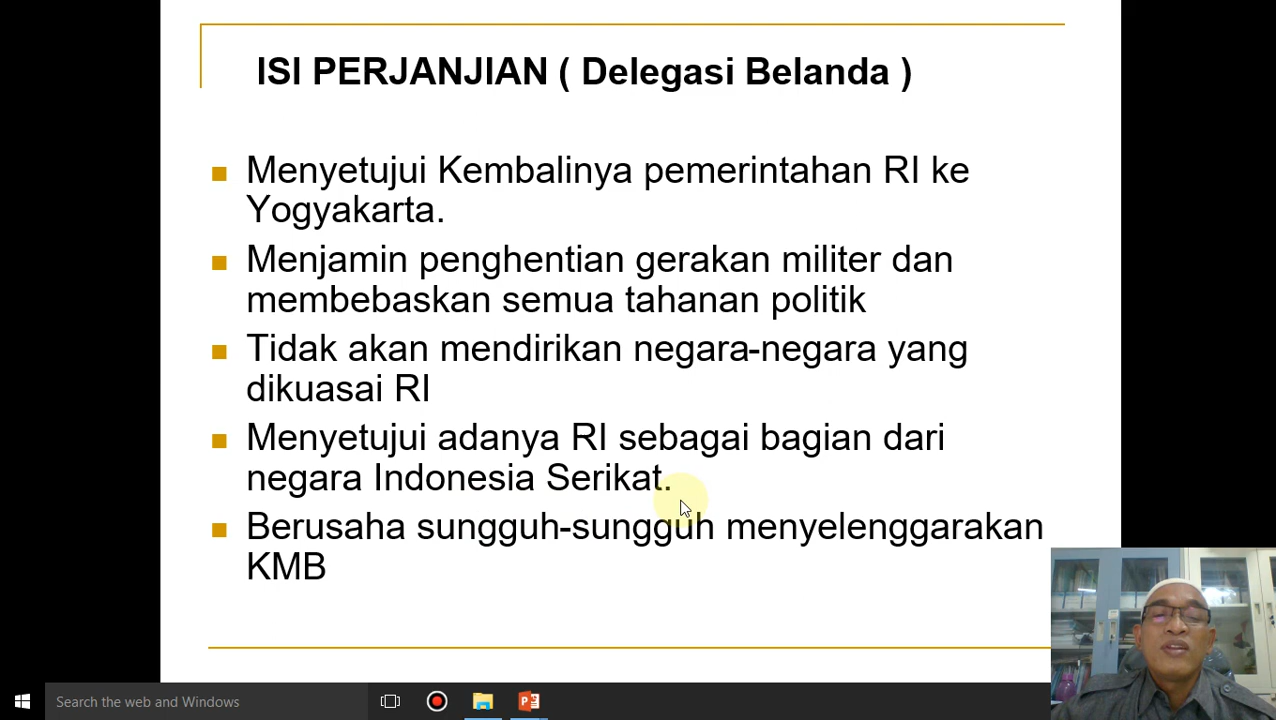 ISI PERJANJIAN ( Delegasi Belanda )
Menyetujui Kembalinya pemerintahan RI ke
Yogyakarta.
Menjamin penghentian gerakan militer dan
membebaskan semua tahanan politik
Tidak akan mendirikan negara-negara yang
dikuasai RI
Menyetujui adanya RI sebagai bagian dari
negara Indonesia Serikat.
Berusaha sungguh-sungguh menyelenggarakan
KMB
Search the web and Windows